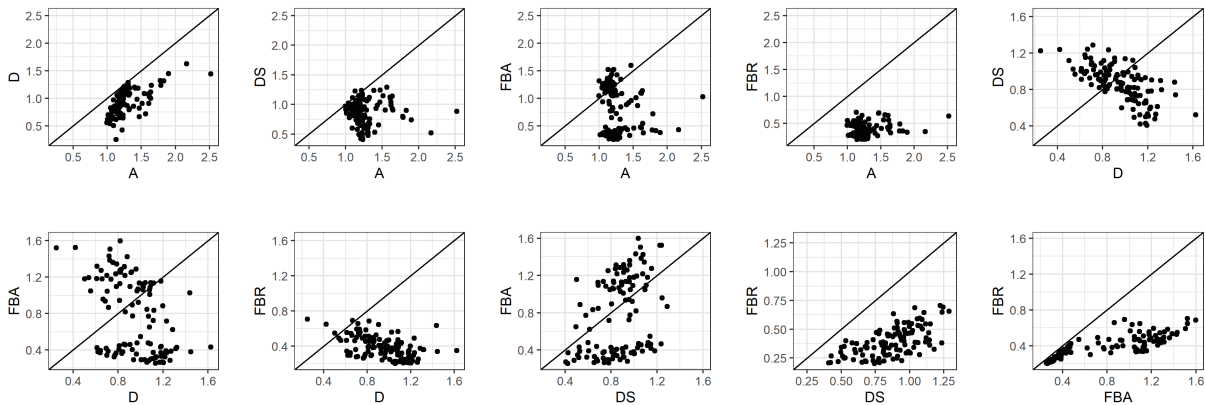 2.5 2.0 1.5 1.0 0.5 D 0.5 1.0 1.5 2.0 2.5 A
2.5 2.0 1.5 1.0 0.5 DS 0.5 1.0 1.5 2.0 2.5 A
2.5 2.0 1.5 1.0 0.5 FBA 0.5 1.0 1.5 2.0 2.5 A
2.5 2.0 1.5 1.0 0.5 FBR 0.5 1.0 1.5 2.0 2.5 A
1.6 1.2 0.8 0.4 DS 0.4 0.8 1.2 1.6 D
1.6 1.2 0.8 0.4 FBA 0.4 0.8 1.2 1.6 D
1.6 1.2 0.8 0.4 FBR 0.4 0.8 1.2 1.6 D
1.6 1.2 0.8 0.4 FBA 0.4 0.8 1.2 1.6 DS
1.25 1.00 0.75 0.50 0.25 FBR 0.25 0.50 0.75 1.00 1.25 DS
1.6 1.2 0.8 0.4 FBR 0.4 0.8 1.2 1.6 FBA